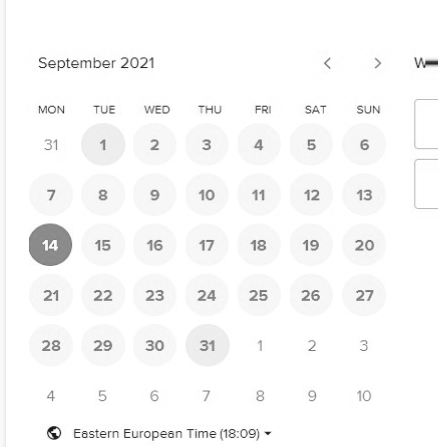 September 2021
MON TUE WED THU FRI SAT SUN
31 1 2 3 4 5 6
7 8 9 10 11 12 13
14 15 16 17 18 19 20
21 22 23 24 25 26 27
28 29 30 31 1 2 3
4 5 6 7 8 9 10
Eastern European Time (18:09)